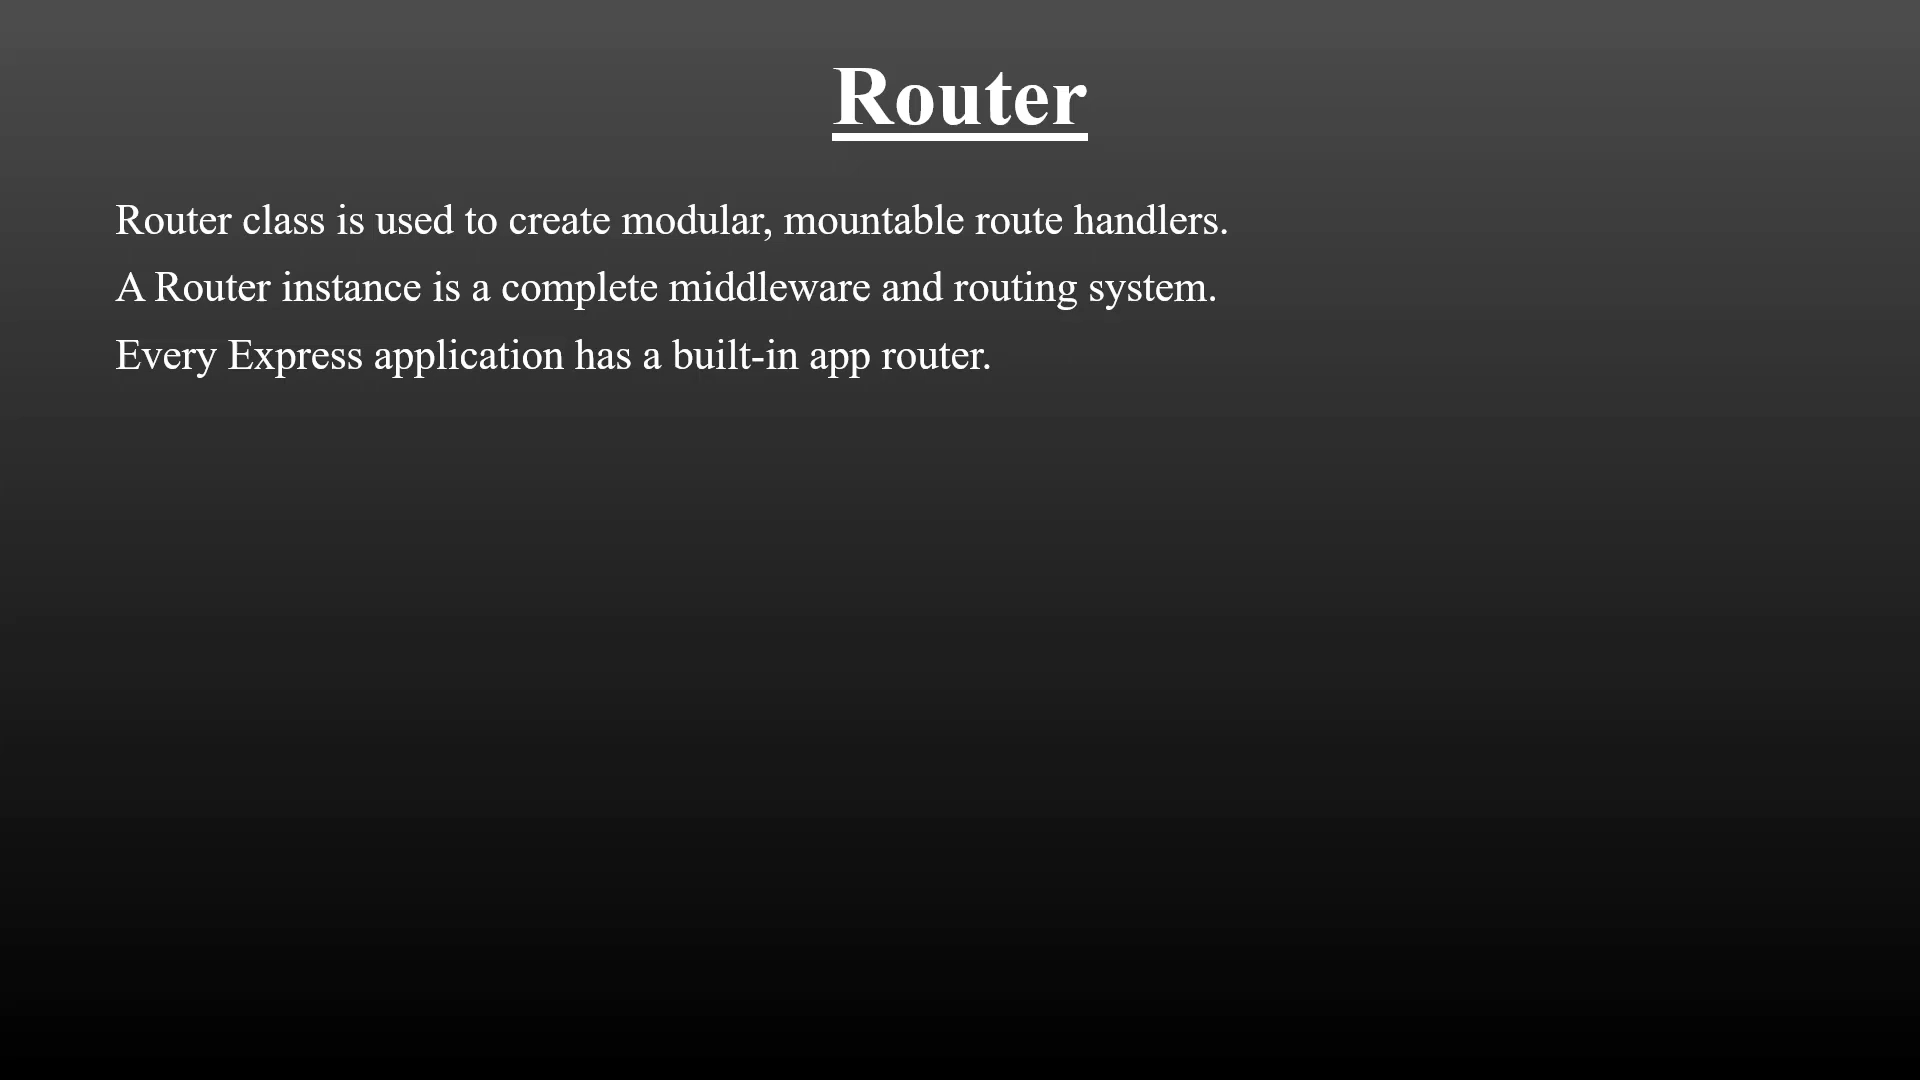 Router
Router class is used to create modular, mountable route handlers.
A Router instance is a complete middleware and routing system.
Every Express application has a built-in app router.